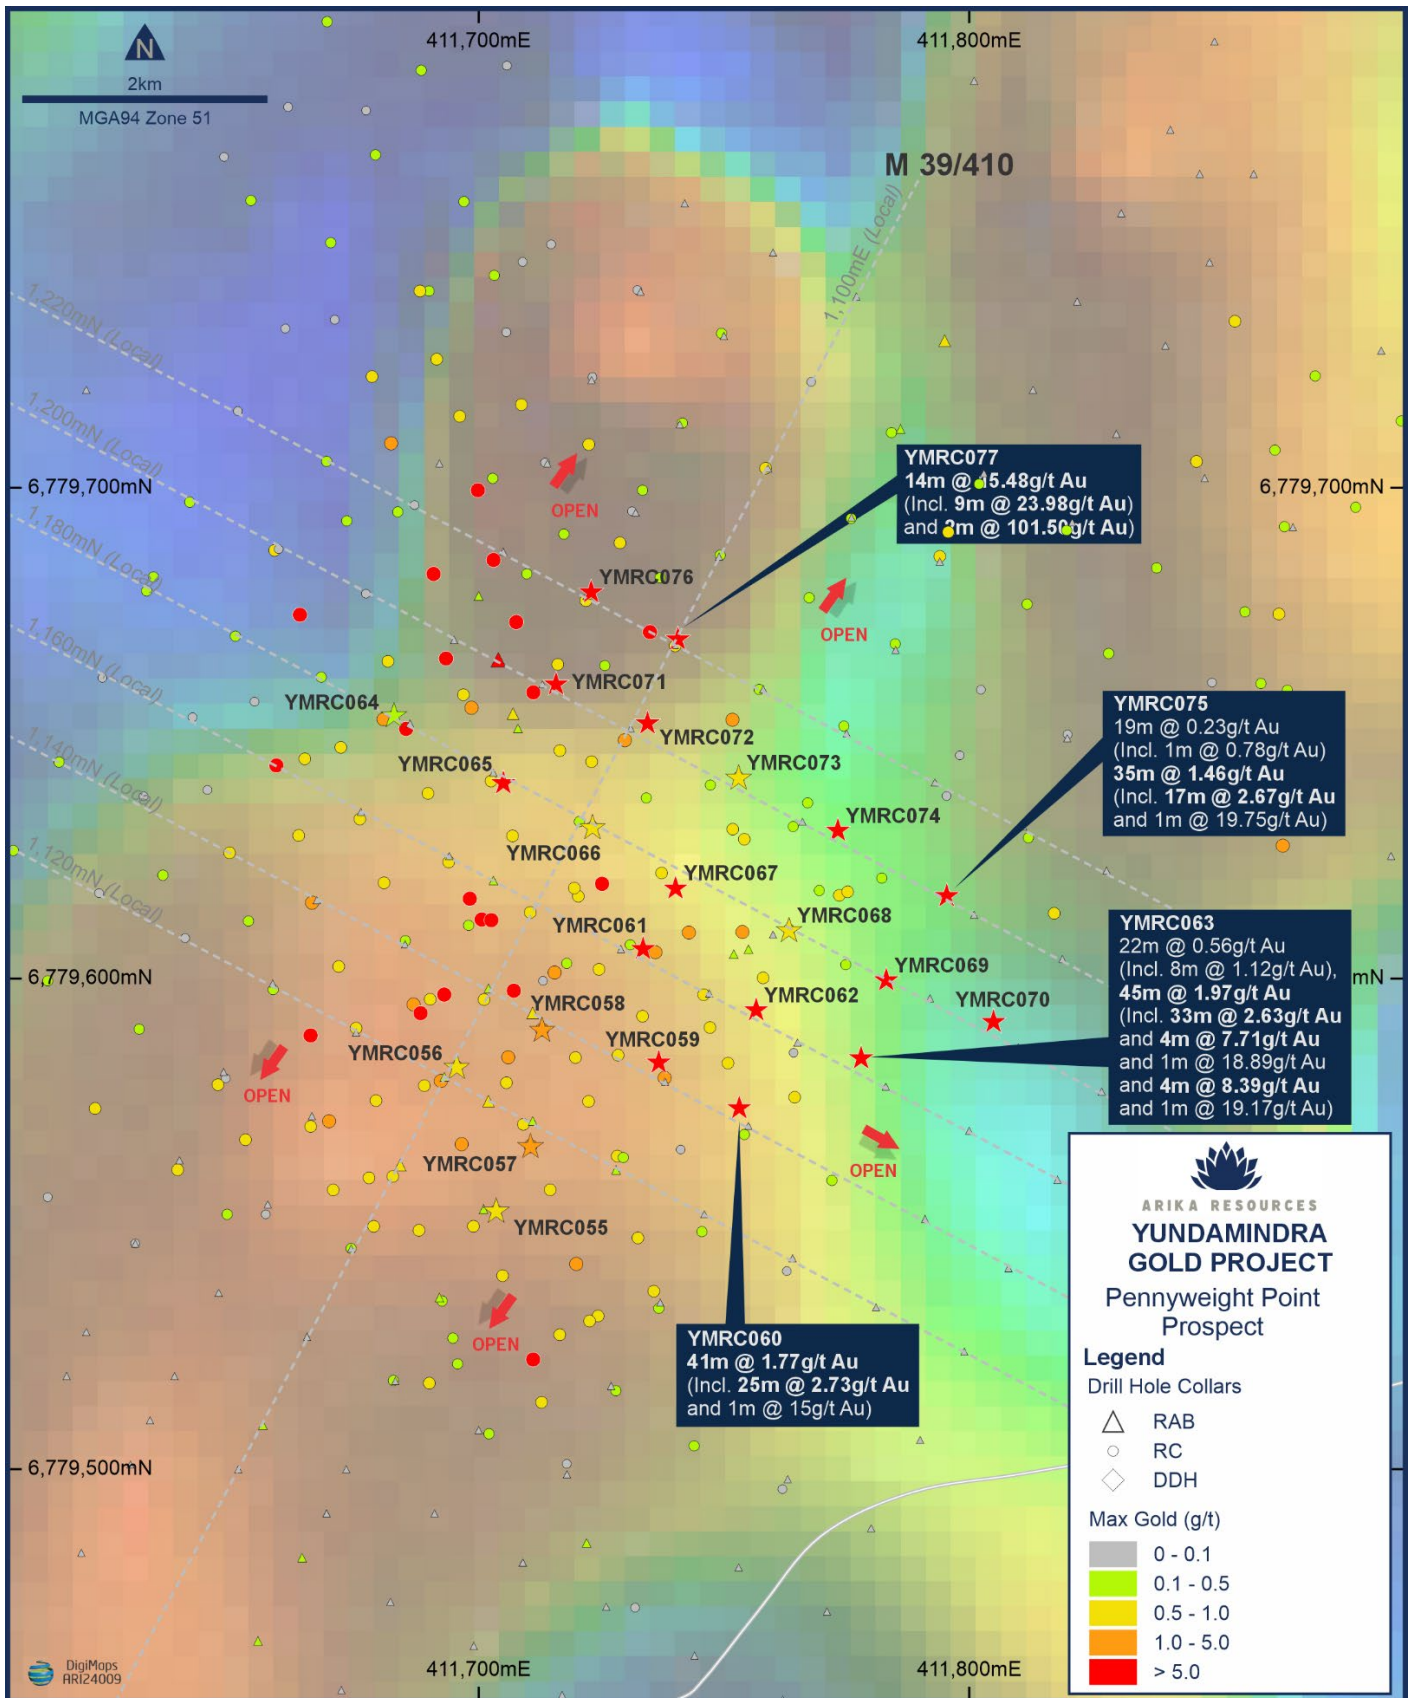 411,700mE
411,800mE
N
2km
MGA94 Zone 51
M 39/410
1,100mE (Local)
1,220mN (Local)
1,200mN (Local)
1,180mN (Local)
1,160mN (Local)
1,140mN (Local)
1,120mN (Local)
6,779,700mN
6,779,700mN
OPEN
YMRC077
14m @ 15.48g/t Au
(Incl. 9m @ 23.98g/t Au)
and 2m @ 101.50g/t Au)
YMRC076
OPEN
YMRC071
YMRC064
YMRC072
YMRC065
YMRC073
YMRC075
19m @ 0.23g/t Au
(Incl. 1m @ 0.78g/t Au)
35m @ 1.46g/t Au
(Incl. 17m @ 2.67g/t Au
and 1m @ 19.75g/t Au)
YMRC074
YMRC066
YMRC067
YMRC068
YMRC061
YMRC063
22m @ 0.56g/t Au
(Incl. 8m @ 1.12g/t Au),
45m @ 1.97g/t Au
(Incl. 33m @ 2.63g/t Au
and 4m @ 7.71g/t Au
and 1m @ 18.89g/t Au
and 4m @ 8.39g/t Au
and 1m @ 19.17g/t Au)
6,779,600mN
mN
YMRC069
YMRC070
YMRC062
YMRC058
YMRC059
YMRC056
OPEN
OPEN
YMRC057
YMRC055
OPEN
YMRC060
41m @ 1.77g/t Au
(Incl. 25m @ 2.73g/t Au
and 1m @ 15g/t Au)
6,779,500mN
ARIKA RESOURCES
YUNDAMINDRA
GOLD PROJECT
Pennyweight Point
Prospect
Legend
Drill Hole Collars
RAB
RC
DDH
Max Gold (g/t)
0 - 0.1
0.1 - 0.5
0.5 - 1.0
1.0 - 5.0
> 5.0
DigiMaps
ARI24009
411,700mE
411,800mE